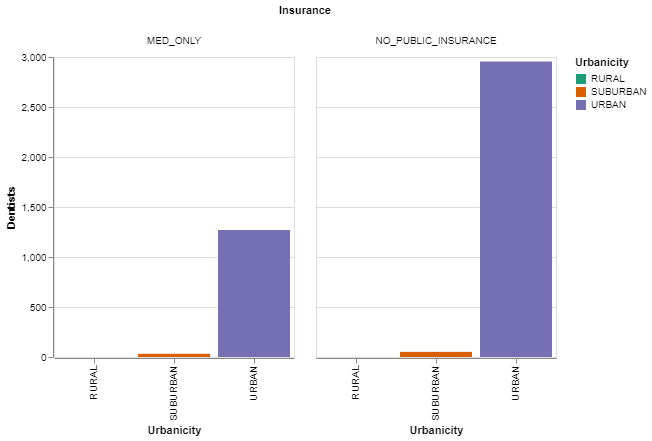 Insurance
MED_ONLY
NO_PUBLIC_INSURANCE
Urbanicity
RURAL
SUBURBAN
URBAN
3,000
2,500
2,000
1,500
1,000
500
0
Dentists
RURAL
SUBURBAN
URBAN
Urbanicity
RURAL
SUBURBAN
URBAN
Urbanicity